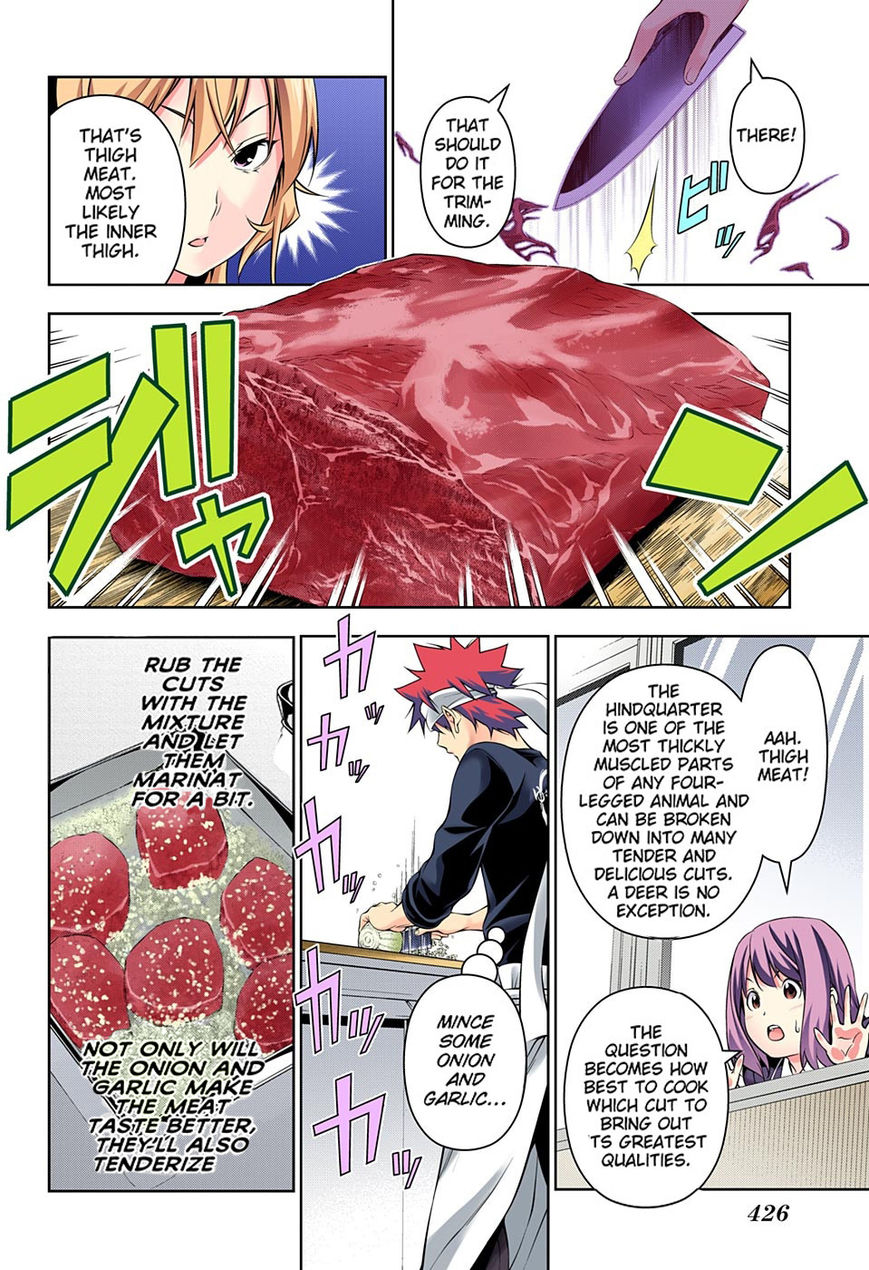 THERE!
THAT
SHOULD
DO IT
FOR THE
TRIM-
MING.
ビッ
THAT'S
THIGH
MEAT.
MOST
LIKELY
THE INNER
THIGH.
ジャン
AAH.
THIGH
MEAT!
THE
HINDQUARTER
IS ONE OF THE
MOST THICKLY
MUSCLED PARTS
OF ANY FOUR-
LEGGED ANIMAL AND
CAN BE BROKEN
DOWN INTO MANY
TENDER AND
DELICIOUS CUTS.
A DEER IS NO
EXCEPTION.
THE
QUESTION
BECOMES HOW
BEST TO COOK
WHICH CUT TO
BRING OUT
TS GREATEST
QUALITIES.
カッ
カッ
カッ
カッ
カッ
MINCE
SOME
ONION
AND
GARLIC...
RUB THE
CUTS
WITH THE
MIXTURE
AND LET
THEM
MARINAT
FOR A BIT.
NOT ONLY WILL
THE ONION AND
GARLIC MAKE
THE MEAT
TASTE BETTER,
THEY'LL ALSO
TENDERIZE
426